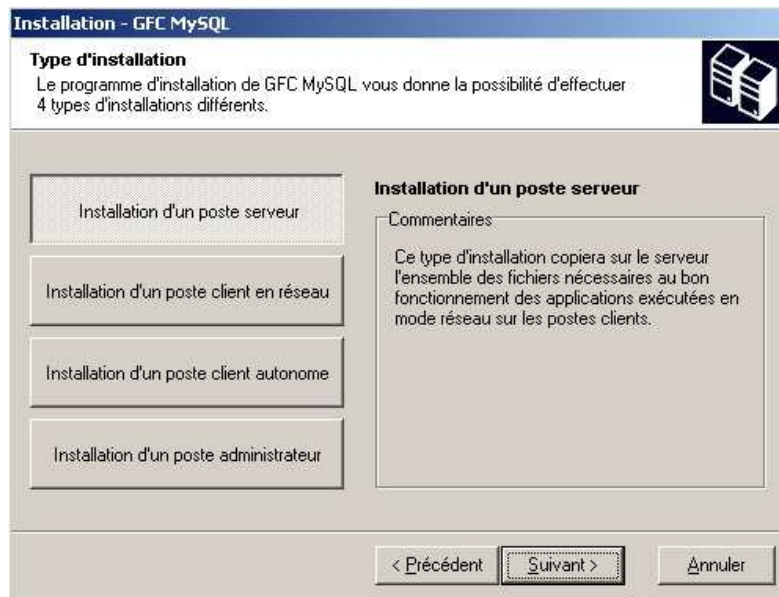 Installation - GFC MySQL
Type d'installation
Le programme d'installation de GFC MySQL vous donne la possibilité d'effectuer
4 types d'installations différents.
Installation d'un poste serveur
Installation d'un poste client en réseau
Installation d'un poste client autonome
Installation d'un poste administrateur
Installation d'un poste serveur
Commentaires
Ce type d'installation copiera sur le serveur
l'ensemble des fichiers nécessaires au bon
fonctionnement des applications exécutées en
mode réseau sur les postes clients.
< Précédent
Suivant >
Annuler